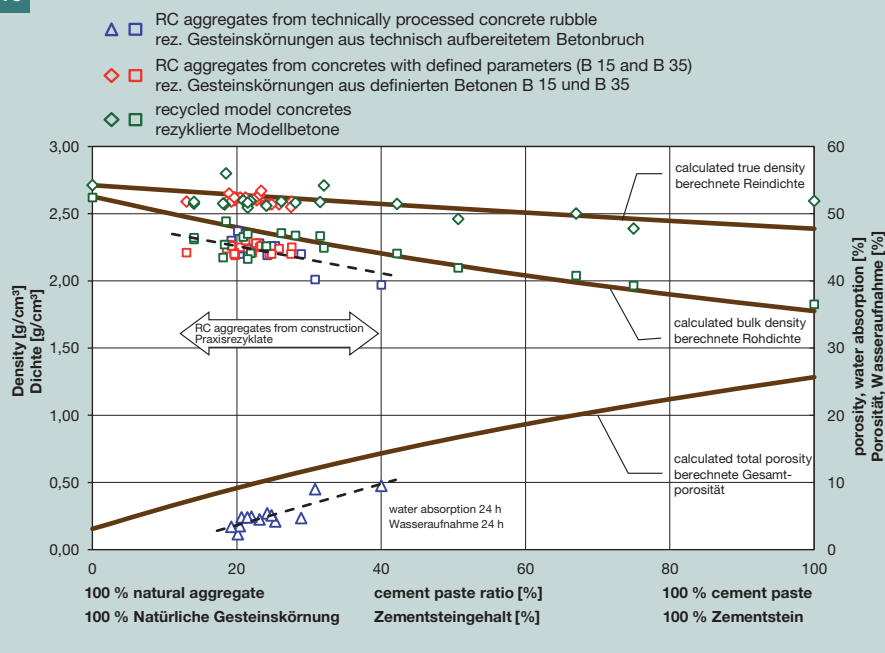 RC aggregates from technically processed concrete rubble
rez. Gesteinskörnungen aus technisch aufbereitetem Betonbruch
RC aggregates from concretes with defined parameters (B 15 and B 35)
rez. Gesteinskörnungen aus definierten Betonen B 15 und B 35
recycled model concretes
rezyklierte Modellbetone
3,00
2,50
2,00
1,50
1,00
0,50
0,00
Density [g/cm³]
Dichte [g/cm³]
60
50
40
30
20
10
0
porosity, water absorption [%]
Porosität, Wasseraufnahme [%]
calculated true density
berechnete Reindichte
RC aggregates from construction
Praxisrezyklate
calculated bulk density
berechnete Rohdichte
calculated total porosity
berechnete Gesamt-
porosität
water absorption 24 h
Wasseraufnahme 24 h
0
20
40
60
80
100
100 % natural aggregate
cement paste ratio [%]
100 % cement paste
100 % Natürliche Gesteinskörnung
Zementsteingehalt [%]
100 % Zementstein